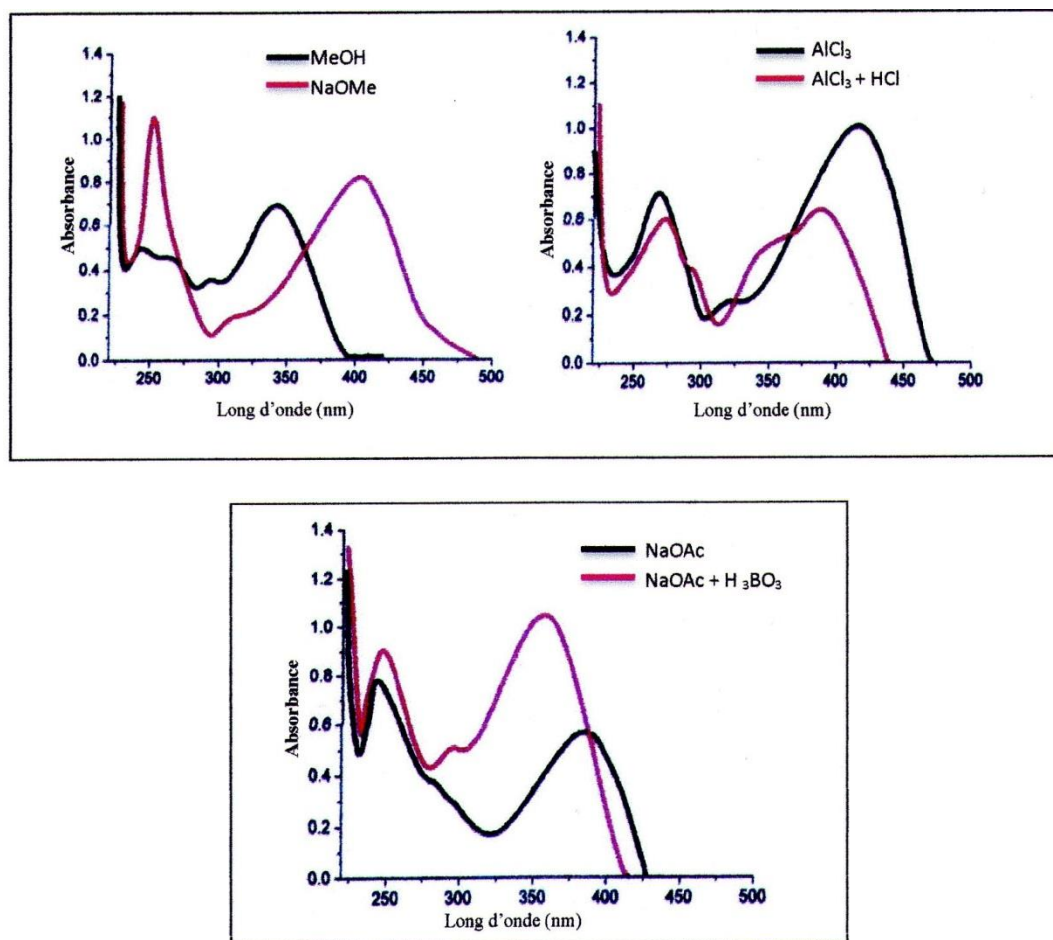 MeOH
NaOMe
Absorbance
1.4
1.2
1.0
0.8
0.6
0.4
0.2
0.0
250 300 350 400 450 500
Long d'onde (nm)
AlCl₃
AlCl₃ + HCl
Absorbance
1.4
1.2
1.0
0.8
0.6
0.4
0.2
0.0
250 300 350 400 450 500
Long d'onde (nm)
NaOAc
NaOAc + H ₃BO₃
Absorbance
1.4
1.2
1.0
0.8
0.6
0.4
0.2
0.0
250 300 350 400 450 500
Long d'onde (nm)